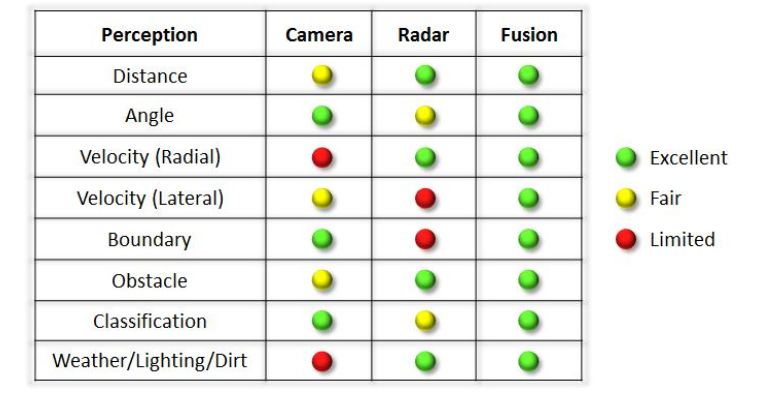 Perception Camera Radar Fusion
Distance
Angle
Velocity (Radial)
Velocity (Lateral)
Boundary
Obstacle
Classification
Weather/Lighting/Dirt
Excellent
Fair
Limited